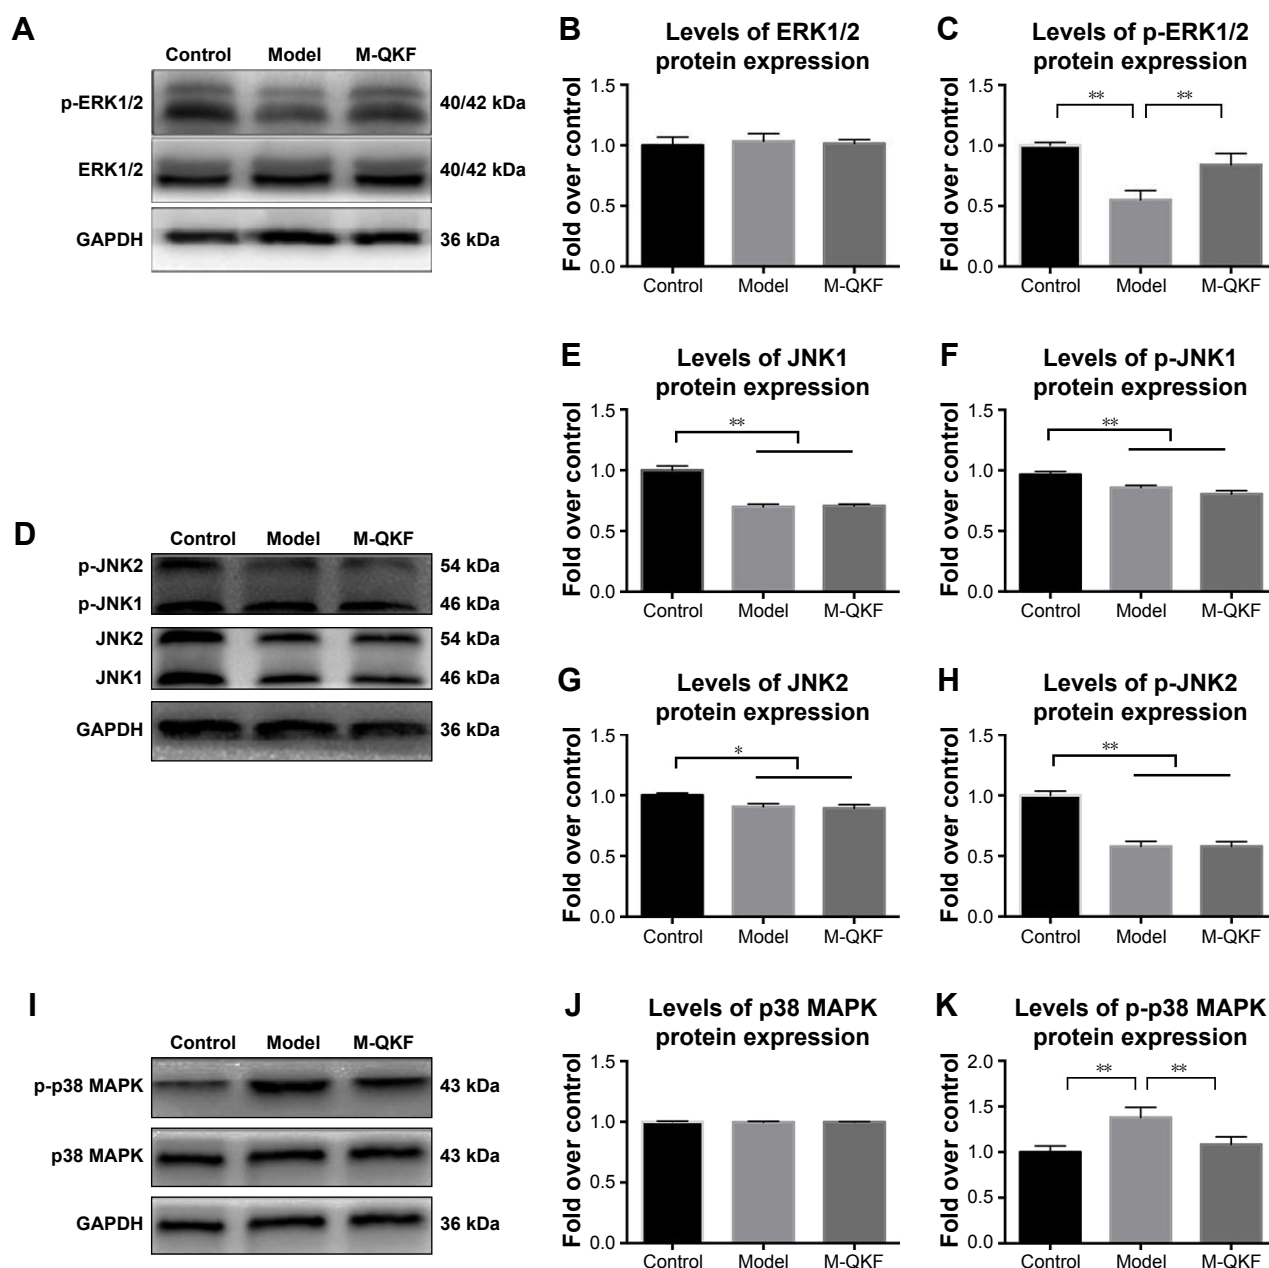 A
Control Model M-QKF
p-ERK1/2 40/42 kDa
ERK1/2 40/42 kDa
GAPDH 36 kDa
B
Levels of ERK1/2
protein expression
Fold over control
1.5
1.0
0.5
0.0
Control Model M-QKF
C
Levels of p-ERK1/2
protein expression
Fold over control
1.5
1.0
0.5
0.0
** **
Control Model M-QKF
D
Control Model M-QKF
p-JNK2 54 kDa
p-JNK1 46 kDa
JNK2 54 kDa
JNK1 46 kDa
GAPDH 36 kDa
E
Levels of JNK1
protein expression
Fold over control
1.5
1.0
0.5
0.0
**
Control Model M-QKF
F
Levels of p-JNK1
protein expression
Fold over control
1.5
1.0
0.5
0.0
**
Control Model M-QKF
G
Levels of JNK2
protein expression
Fold over control
1.5
1.0
0.5
0.0
*
Control Model M-QKF
H
Levels of p-JNK2
protein expression
Fold over control
1.5
1.0
0.5
0.0
**
Control Model M-QKF
I
Control Model M-QKF
p-p38 MAPK 43 kDa
p38 MAPK 43 kDa
GAPDH 36 kDa
J
Levels of p38 MAPK
protein expression
Fold over control
1.5
1.0
0.5
0.0
Control Model M-QKF
K
Levels of p-p38 MAPK
protein expression
Fold over control
2.0
1.5
1.0
0.5
0.0
** **
Control Model M-QKF